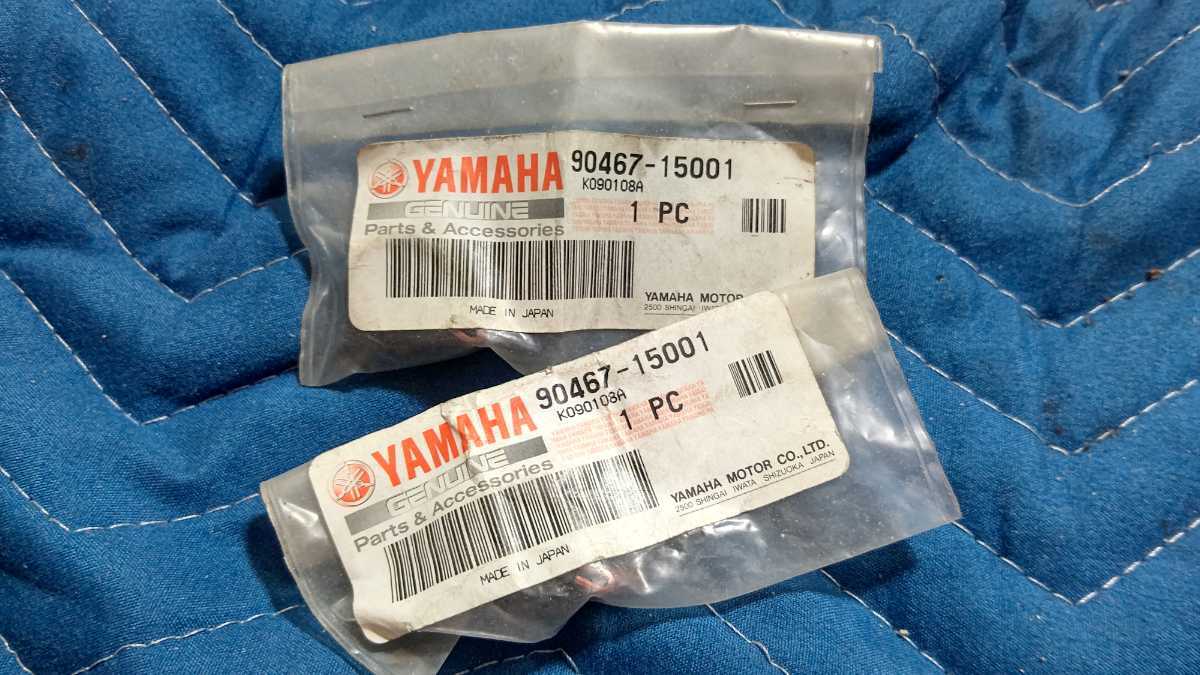 YAMAHA 90467-15001
K090108A
GENUINE 1 PC
Parts & Accessories
YAMAHA MOTOR
2500 SHINGAI IWATA
MADE IN JAPAN
YAMAHA 90467-15001
K090108A
GENUINE 1 PC
Parts & Accessories
YAMAHA MOTOR CO.,LTD.
2500 SHINGAI IWATA SHIZUOKA JAPAN
MADE IN JAPAN